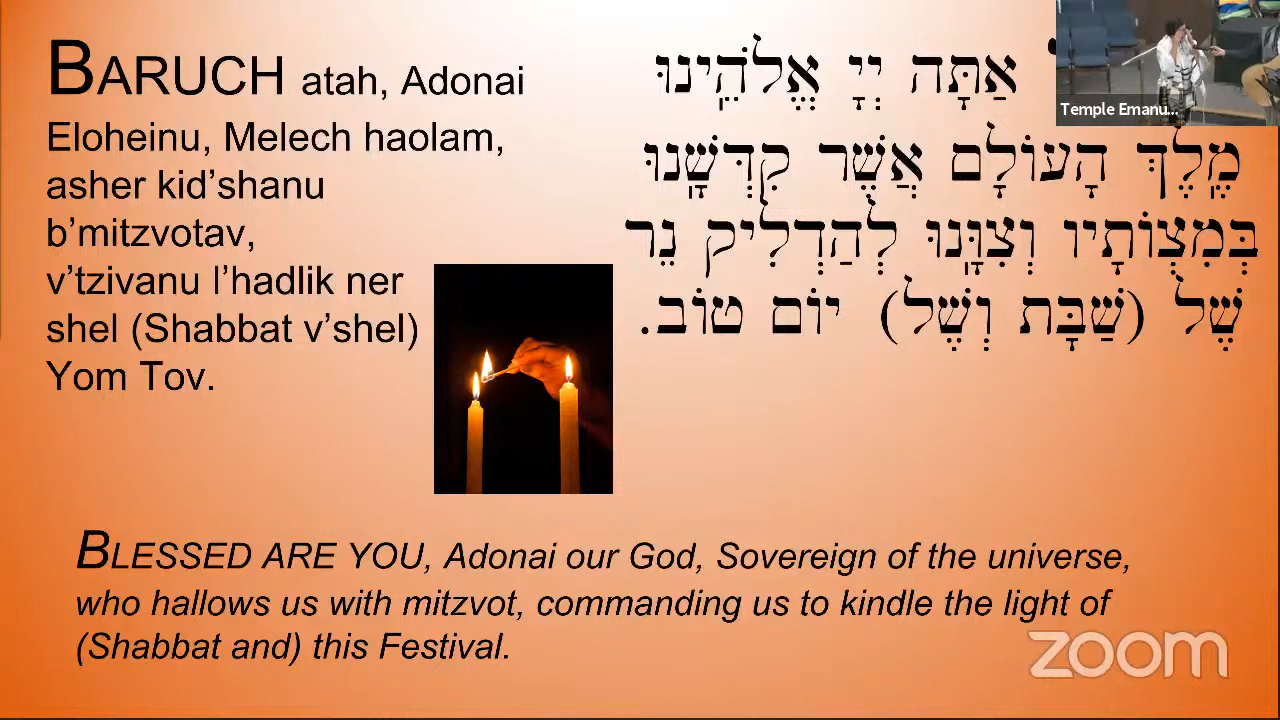 BARUCH atah, Adonai
Eloheinu, Melech haolam,
asher kid’shanu
b’mitzvotav,
v’tzivanu l’hadlik ner
shel (Shabbat v’shel)
Yom Tov.
אַתָּה יְיָ אֱלֹהֵֽינוּ
מֶֽלֶךְ הָעוֹלָם אֲשֶׁר קִדְּשָֽׁנוּ
בְּמִצְוֹתָיו וְצִוָּֽנוּ לְהַדְלִיק נֵר
שֶׁל (שַׁבָּת וְשֶׁל) יוֹם טוֹב.
Temple Emanu...
BLESSED ARE YOU, Adonai our God, Sovereign of the universe,
who hallows us with mitzvot, commanding us to kindle the light of
(Shabbat and) this Festival.
zoom